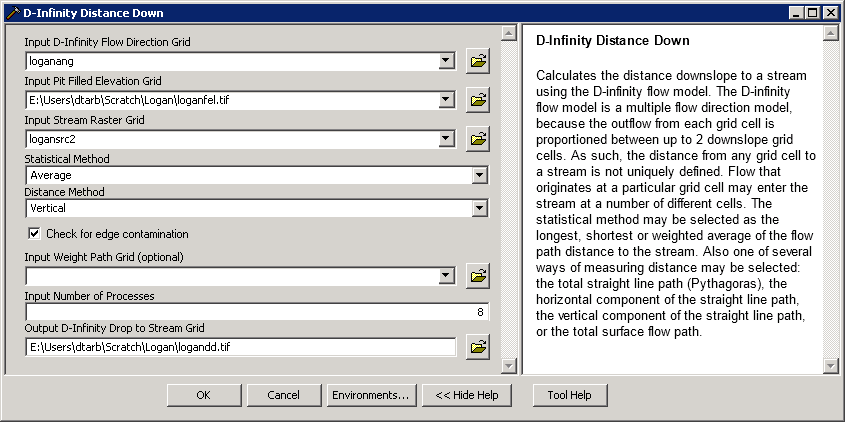 D-Infinity Distance Down
Input D-Infinity Flow Direction Grid
loganang
Input Pit Filled Elevation Grid
E:\Users\dtarb\Scratch\Logan\loganfel.tif
Input Stream Raster Grid
logansrc2
Statistical Method
Average
Distance Method
Vertical
Check for edge contamination
Input Weight Path Grid (optional)
Input Number of Processes
8
Output D-Infinity Drop to Stream Grid
E:\Users\dtarb\Scratch\Logan\logandd.tif
D-Infinity Distance Down
Calculates the distance downslope to a stream
using the D-infinity flow model. The D-infinity
flow model is a multiple flow direction model,
because the outflow from each grid cell is
proportioned between up to 2 downslope grid
cells. As such, the distance from any grid cell to
a stream is not uniquely defined. Flow that
originates at a particular grid cell may enter the
stream at a number of different cells. The
statistical method may be selected as the
longest, shortest or weighted average of the flow
path distance to the stream. Also one of several
ways of measuring distance may be selected:
the total straight line path (Pythagoras), the
horizontal component of the straight line path,
the vertical component of the straight line path,
or the total surface flow path.
OK
Cancel
Environments...
<< Hide Help
Tool Help